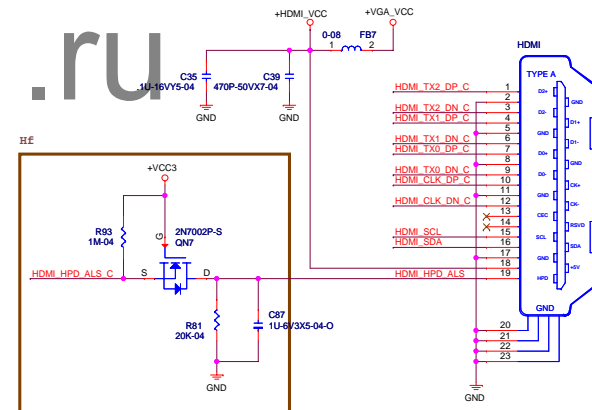 +HDMI_VCC
+VGA_VCC
.ru
0-08 FB7
1 2
HDMI
TYPE A
C35
.1U-16VY5-04
C39
470P-50VX7-04
GND
GND
HDMI_TX2_DP_C 1 D2+
2 GND
HDMI_TX2_DN_C 3 D2-
HDMI_TX1_DP_C 4 D1+
5 GND
HDMI_TX1_DN_C 6 D1-
HDMI_TX0_DP_C 7 D0+
8 GND
HDMI_TX0_DN_C 9 D0-
HDMI_CLK_DP_C 10 CK+
11 GND
HDMI_CLK_DN_C 12 CK-
13 CEC
14 RSVD
HDMI_SCL 15 SCL
HDMI_SDA 16 SDA
17 GND
18 +5V
HDMI_HPD_ALS 19 HPD
GND
20
21
22
23
GND
Hf
+VCC3
R93
1M-04
G
2N7002P-S
QN7
HDMI_HPD_ALS_C S D
R81
20K-04
C87
1U-6V3X5-04-O
GND